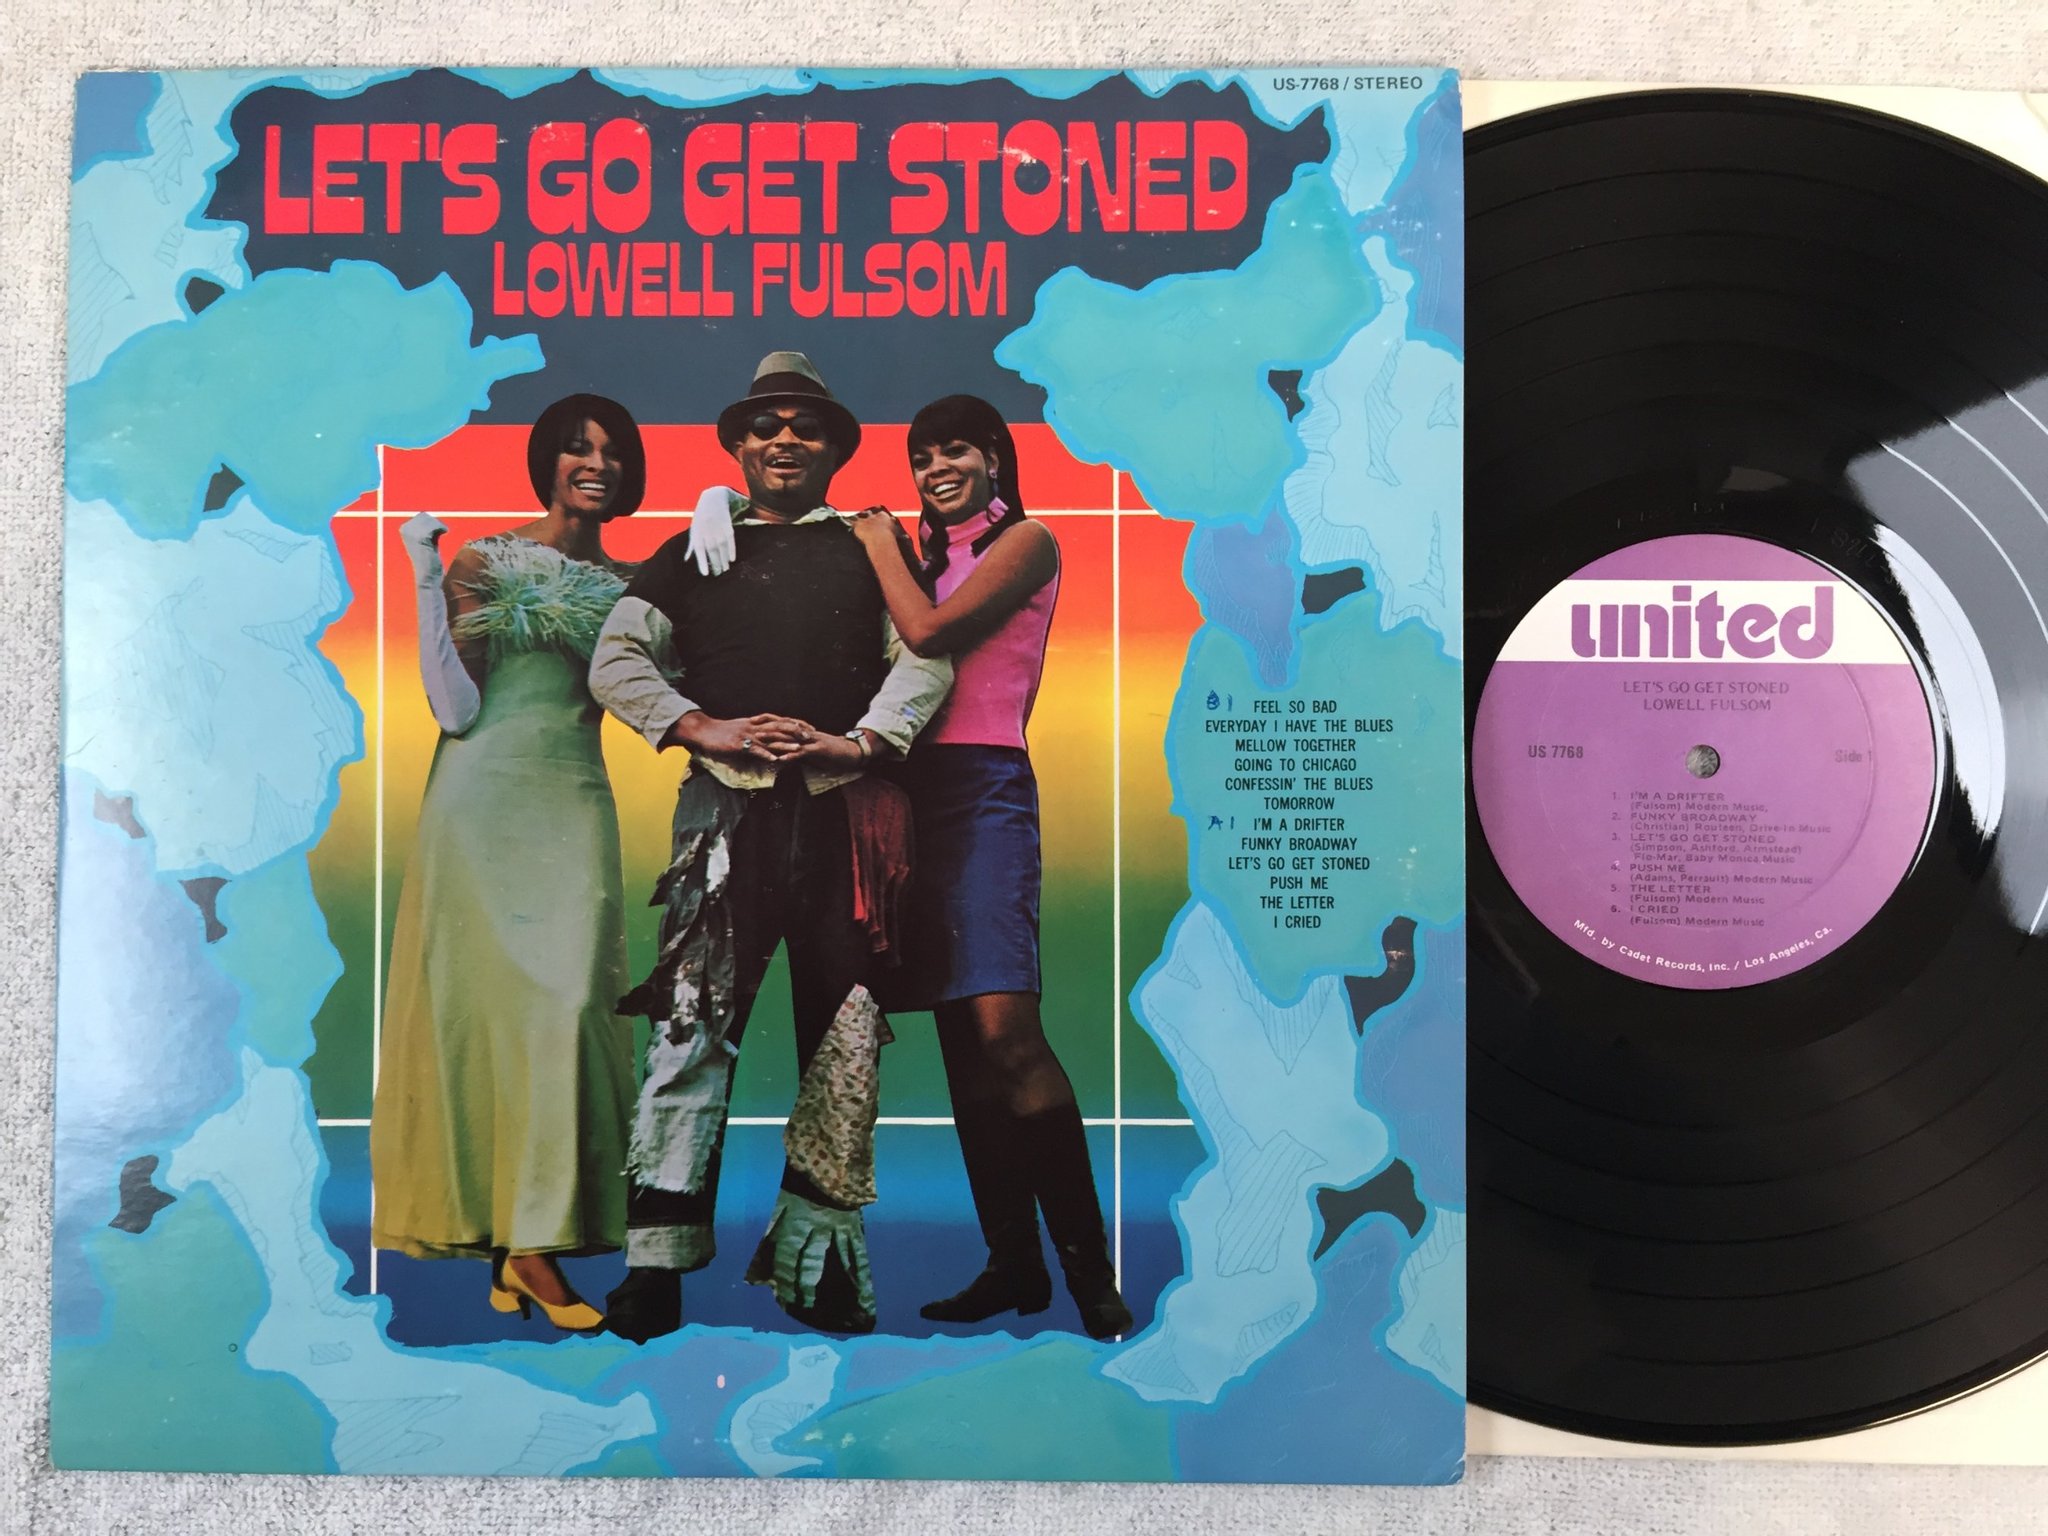 US-7768 / STEREO
LET'S GO GET STONED
LOWELL FULSOM
B1 FEEL SO BAD
EVERYDAY I HAVE THE BLUES
MELLOW TOGETHER
GOING TO CHICAGO
CONFESSIN' THE BLUES
TOMORROW
A1 I'M A DRIFTER
FUNKY BROADWAY
LET'S GO GET STONED
PUSH ME
THE LETTER
I CRIED
united
LET'S GO GET STONED
LOWELL FULSOM
US 7768 Side 1
1. I'M A DRIFTER
(Fulsom) Modern Music,
2. FUNKY BROADWAY
(Christian) Routeen, Drive-In Music
3. LET'S GO GET STONED
(Simpson, Ashford, Armstead)
Flo-Mar, Baby Monica Music
4. PUSH ME
(Adams, Perrault) Modern Music
5. THE LETTER
(Fulsom) Modern Music
6. I CRIED
(Fulsom) Modern Music
Mfd. by Cadet Records, Inc. / Los Angeles, Ca.